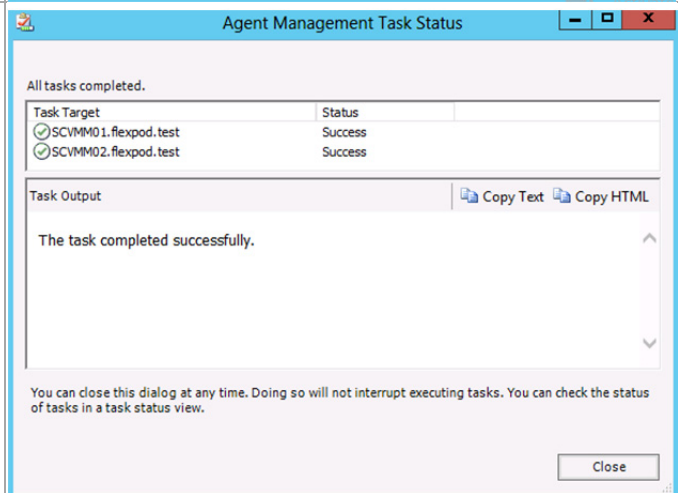 Agent Management Task Status
All tasks completed.
Task Target Status
SCVMM01.flexpod.test Success
SCVMM02.flexpod.test Success
Task Output Copy Text Copy HTML
The task completed successfully.
You can close this dialog at any time. Doing so will not interrupt executing tasks. You can check the status
of tasks in a task status view.
Close